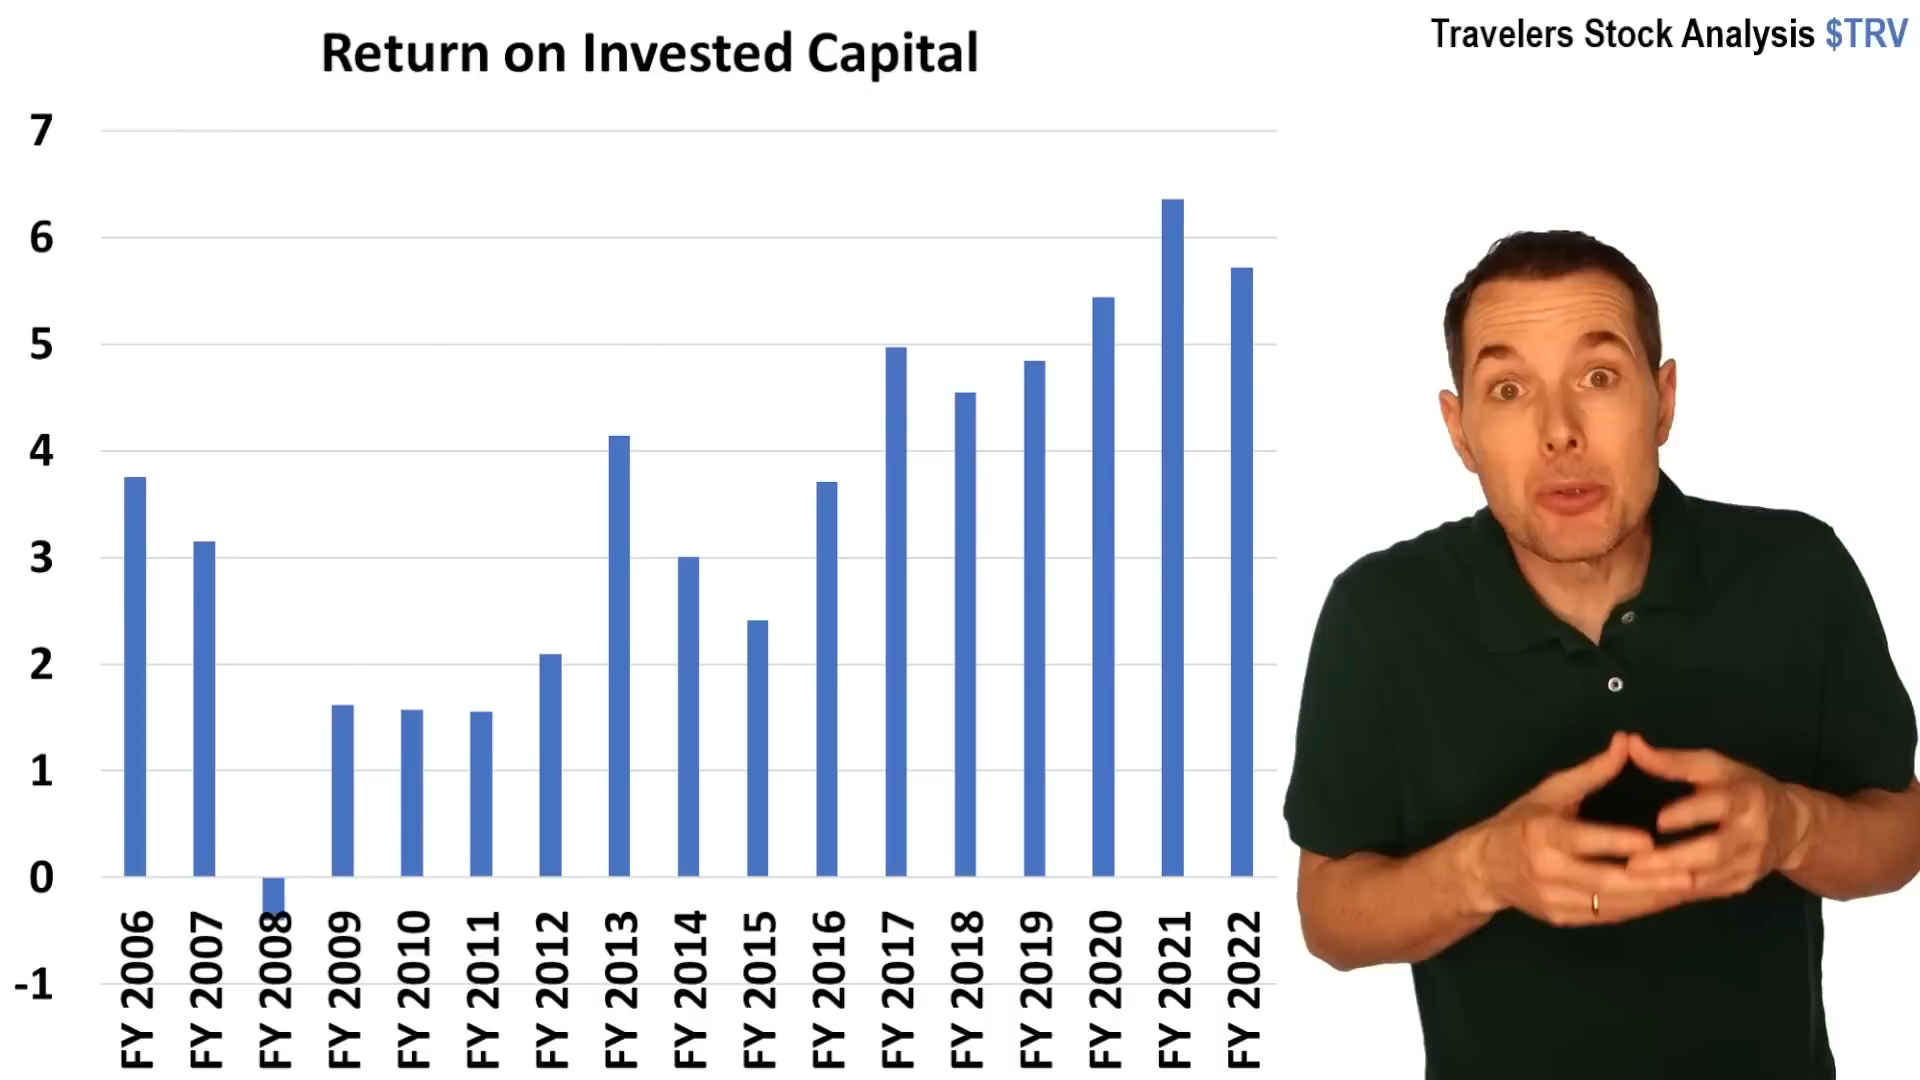 Return on Invested Capital
Travelers Stock Analysis $TRV
7
6
5
4
3
2
1
0
-1
FY 2006
FY 2007
FY 2008
FY 2009
FY 2010
FY 2011
FY 2012
FY 2013
FY 2014
FY 2015
FY 2016
FY 2017
FY 2018
FY 2019
FY 2020
FY 2021
FY 2022